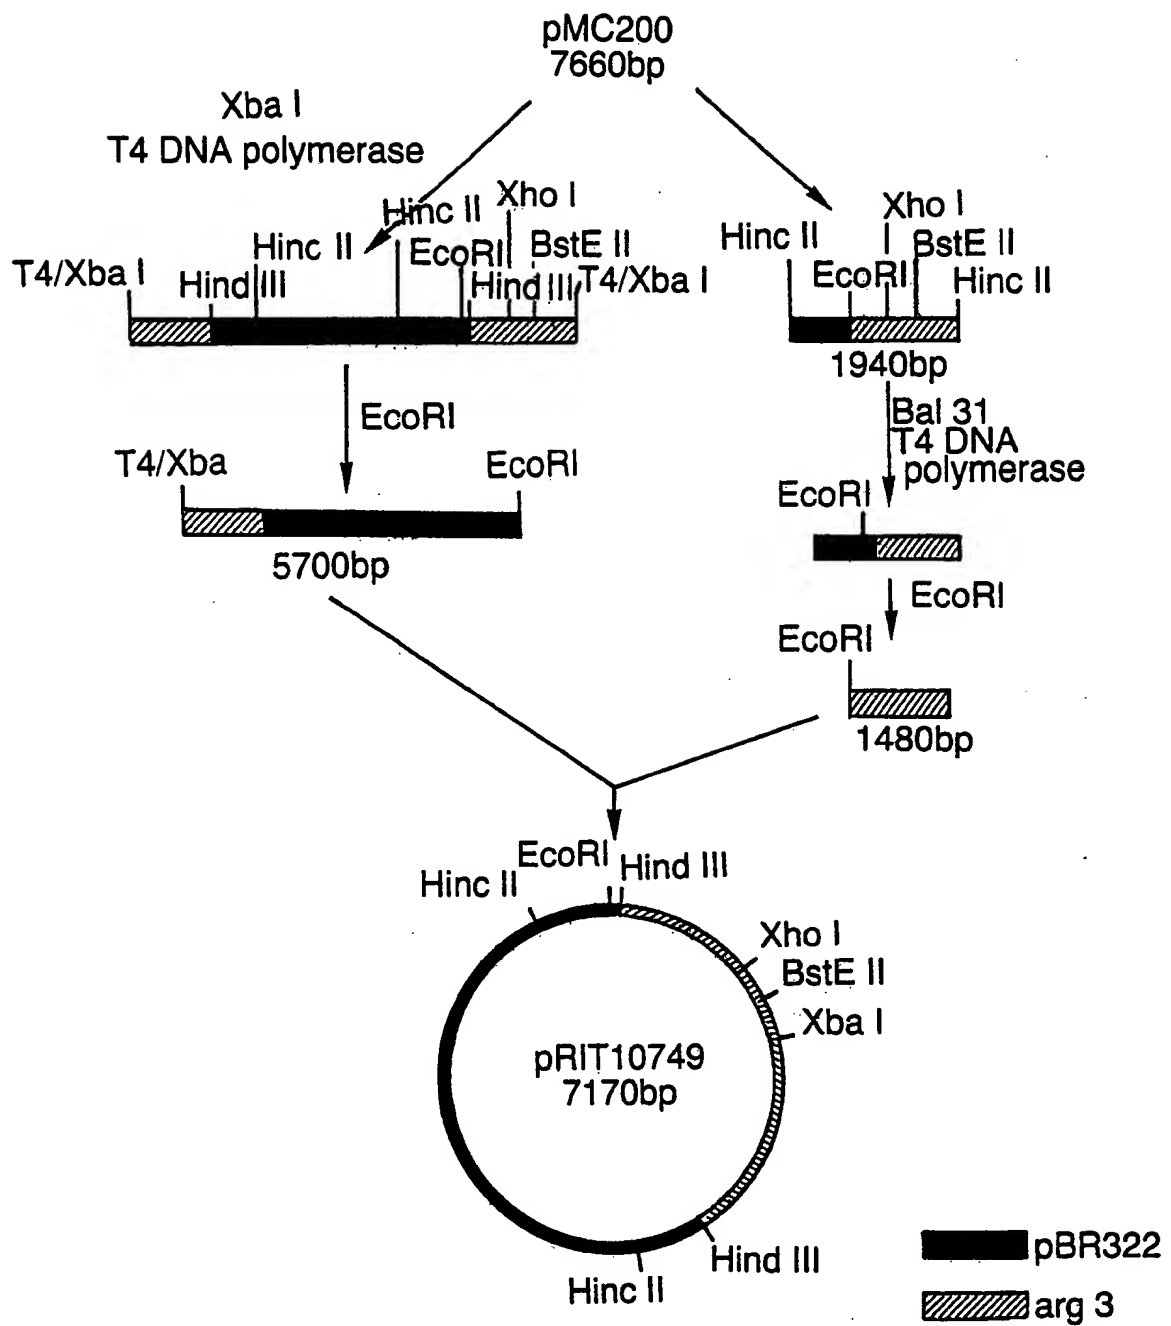 pMC200
7660bp
Xba I
T4 DNA polymerase
Hinc II
Xho I
Hinc II
EcoRI
BstE II
T4/Xba I
Hind III
Hind III
T4/Xba I
Xho I
Hinc II
BstE II
EcoRI
Hinc II
1940bp
EcoRI
Bal 31
T4 DNA
polymerase
T4/Xba
EcoRI
5700bp
EcoRI
EcoRI
EcoRI
1480bp
EcoRI
Hind III
Hinc II
Xho I
BstE II
Xba I
pRIT10749
7170bp
Hind III
Hinc II
pBR322
arg 3